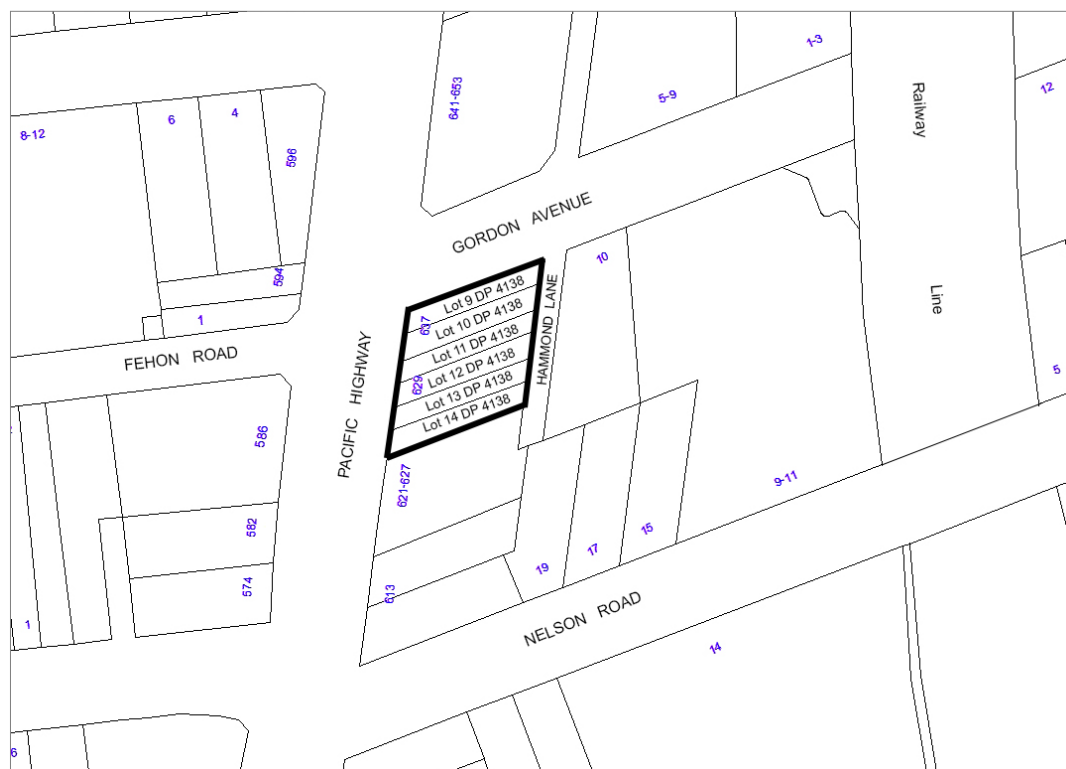 1-3
Railway
641-653
5-9
12
6
4
8-12
596
GORDON AVENUE
10
594
Lot 9 DP 4138
1
637
Lot 10 DP 4138
HAMMOND LANE
Line
Lot 11 DP 4138
FEHON ROAD
PACIFIC HIGHWAY
Lot 12 DP 4138
629
Lot 13 DP 4138
5
Lot 14 DP 4138
586
621-627
9-11
582
15
17
19
574
613
1
NELSON ROAD
14
6